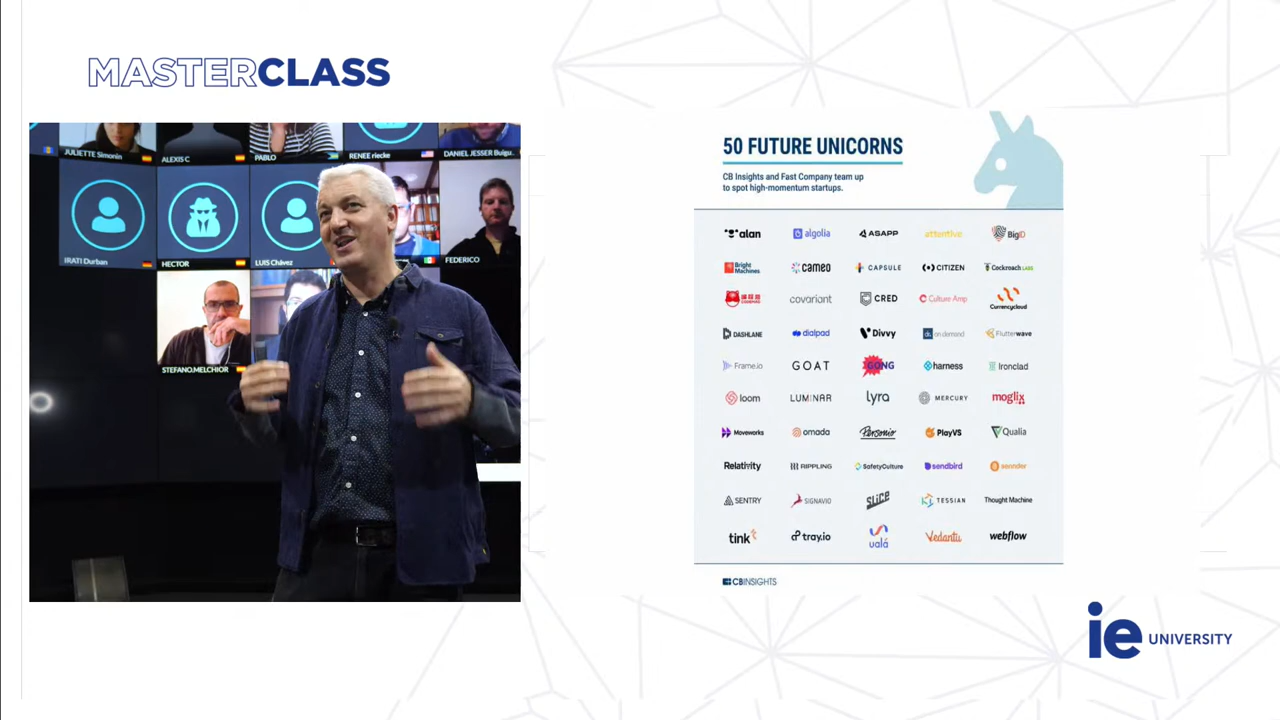 MASTERCLASS
JULIETTE Simonin
ALEXIS C
PABLO
RENEE riecke
DANIEL JESSER Buigu..
IRATI Durban
HECTOR
LUIS Chávez
FEDERICO
STEFANO.MELCHIOR
50 FUTURE UNICORNS
CB Insights and Fast Company team up
to spot high-momentum startups.
alan algolia ASAPP attentive BigID
Bright Machines CAMEO CAPSULE CITIZEN Cockroach LABS
covariant CRED Culture Amp Currencycloud
DASHLANE dialpad Divvy dc on.demand Flutterwave
Frame.io GOAT GONG harness Ironclad
loom LUMINAR lyra MERCURY moglix
Moveworks omada Personio PlayVS Qualia
Relativity RIPPLING SafetyCulture sendbird sennder
SENTRY SIGNAVIO SLICE TESSIAN Thought Machine
tink tray.io ualá Vedantu webflow
CBINSIGHTS
ie UNIVERSITY